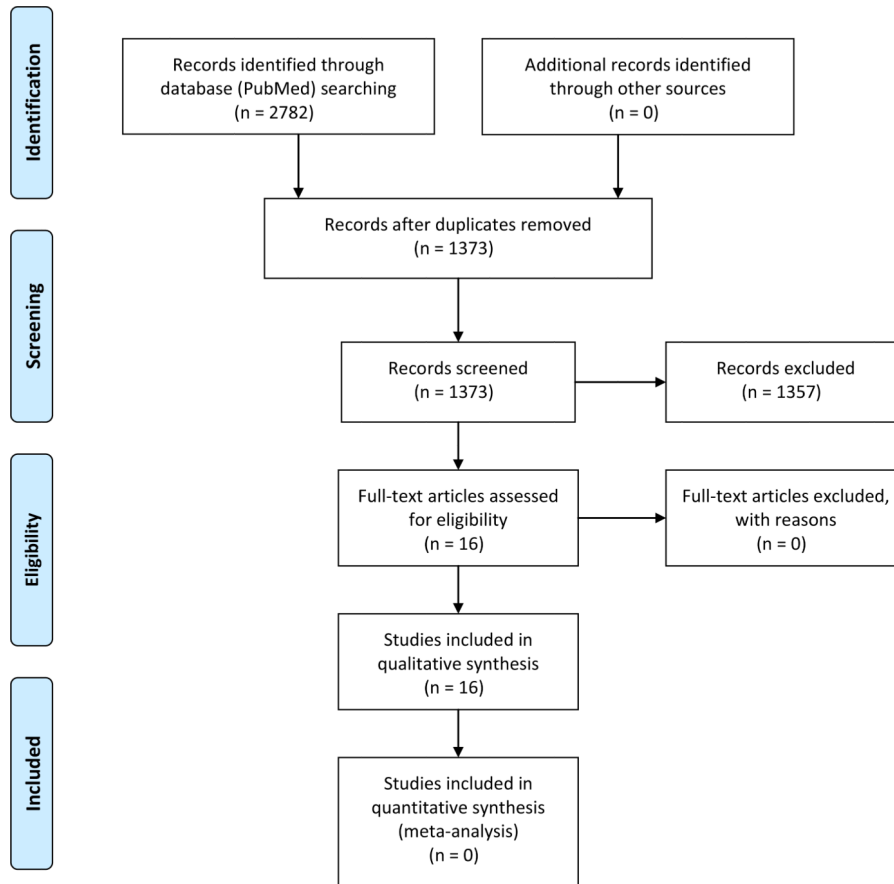 Identification
Records identified through
database (PubMed) searching
(n = 2782)
Additional records identified
through other sources
(n = 0)
Records after duplicates removed
(n = 1373)
Screening
Records screened
(n = 1373)
Records excluded
(n = 1357)
Eligibility
Full-text articles assessed
for eligibility
(n = 16)
Full-text articles excluded,
with reasons
(n = 0)
Studies included in
qualitative synthesis
(n = 16)
Included
Studies included in
quantitative synthesis
(meta-analysis)
(n = 0)